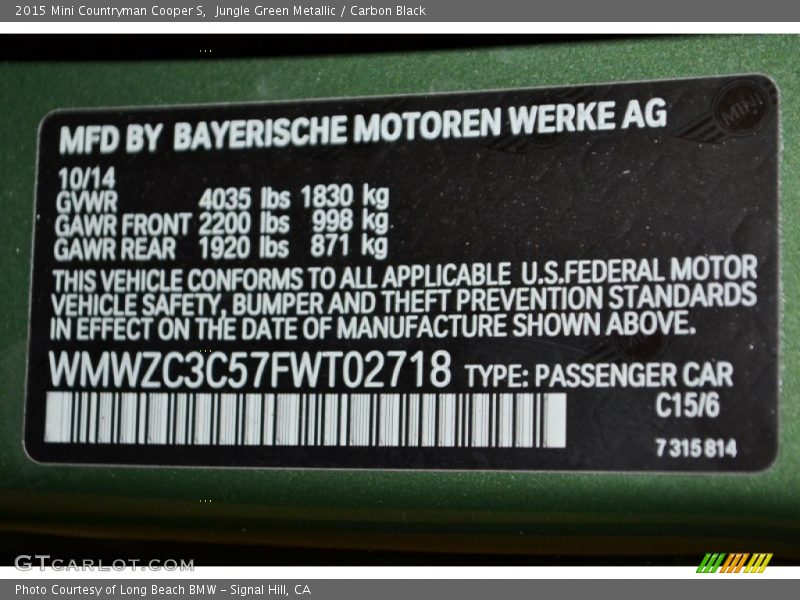 2015 Mini Countryman Cooper S,  Jungle Green Metallic / Carbon Black
MINI
MFD BY BAYERISCHE MOTOREN WERKE AG
10/14
GVWR 4035 lbs 1830 kg
GAWR FRONT 2200 lbs 998 kg
GAWR REAR 1920 lbs 871 kg
THIS VEHICLE CONFORMS TO ALL APPLICABLE U.S.FEDERAL MOTOR
VEHICLE SAFETY, BUMPER AND THEFT PREVENTION STANDARDS
IN EFFECT ON THE DATE OF MANUFACTURE SHOWN ABOVE.
WMWZC3C57FWT02718 TYPE: PASSENGER CAR
C15/6
7 315 814
GTCARLOT.COM
Photo Courtesy of Long Beach BMW - Signal Hill, CA